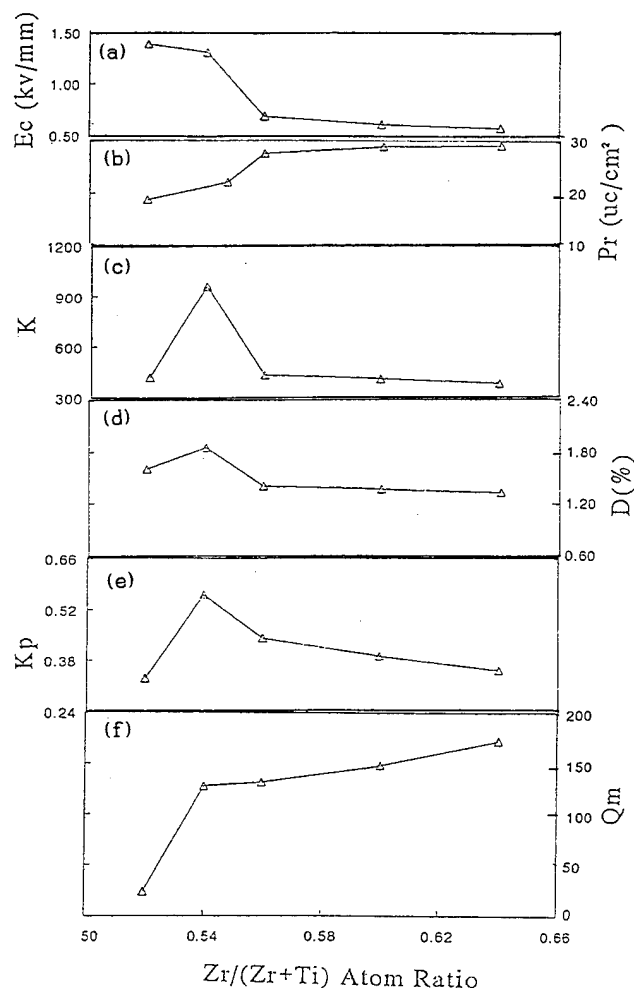 (a)
Ec (kv/mm)
1.50
1.00
0.50
(b)
Pr (uc/cm²)
30
20
10
(c)
K
1200
900
600
300
(d)
D(%)
2.40
1.80
1.20
0.60
(e)
Kp
0.66
0.52
0.38
0.24
(f)
Qm
200
150
100
50
0
50
0.54
0.58
0.62
0.66
Zr/(Zr+Ti) Atom Ratio